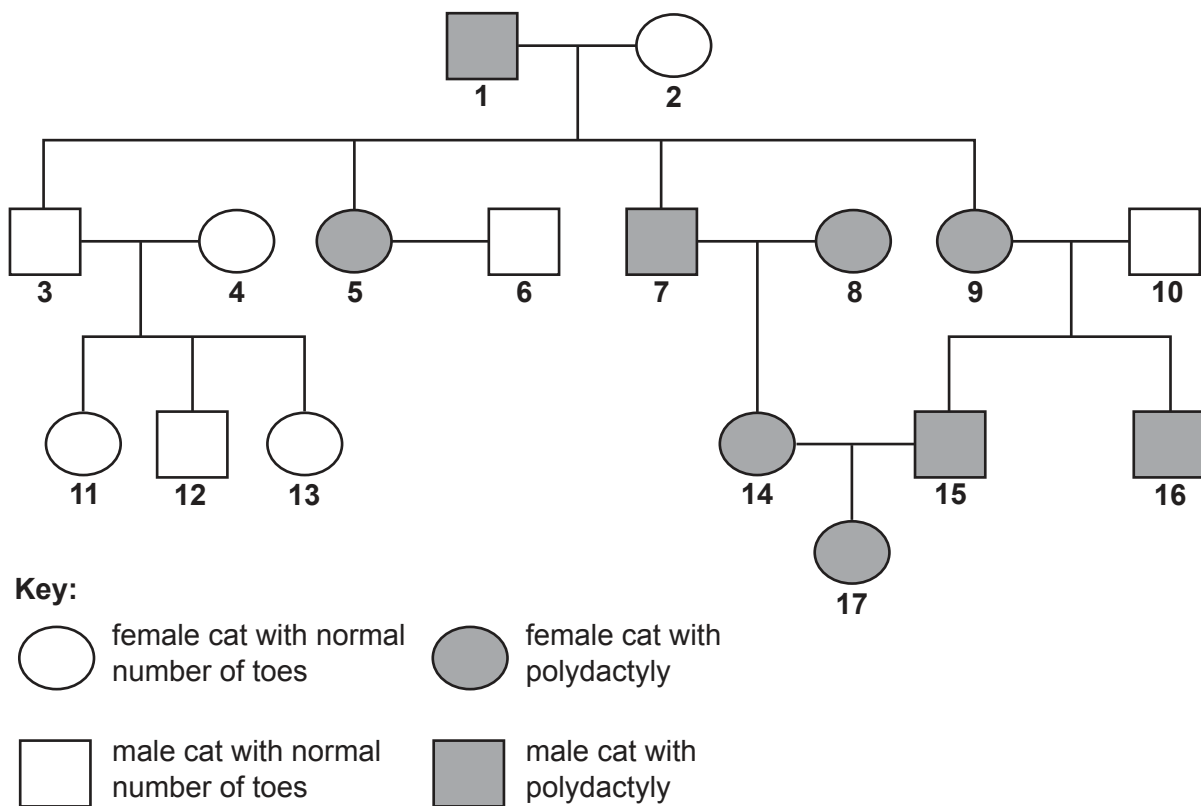 1
2
3
4
5
6
7
8
9
10
11
12
13
14
15
16
17
Key:
female cat with normal
number of toes
female cat with
polydactyly
male cat with normal
number of toes
male cat with
polydactyly